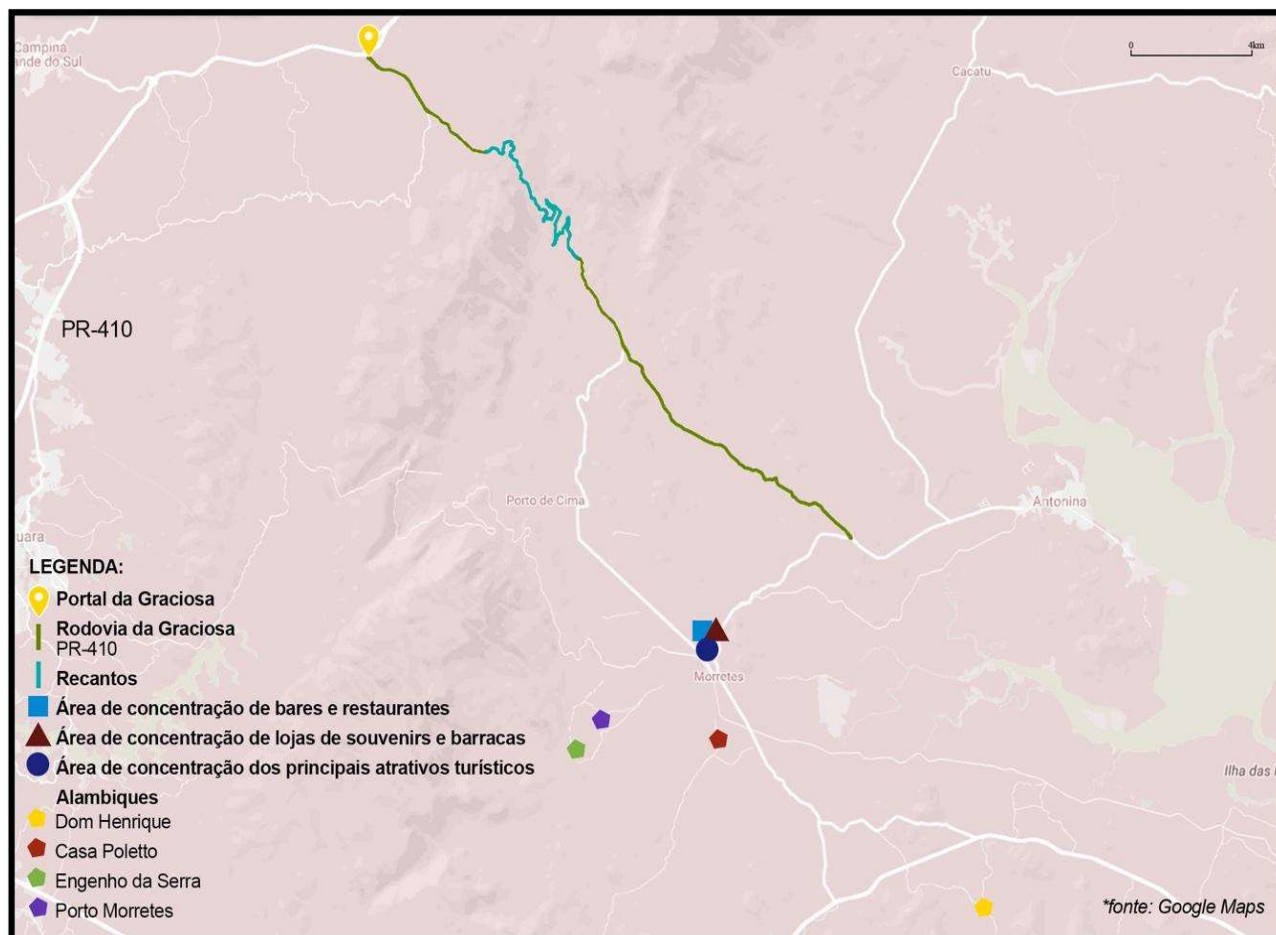 Campina
ande do Sul
0 4km
Cacatu
PR-410
Porto de Cima
Antonina
uara
Morretes
Ilha das
LEGENDA:
Portal da Graciosa
Rodovia da Graciosa
PR-410
Recantos
Área de concentração de bares e restaurantes
Área de concentração de lojas de souvenirs e barracas
Área de concentração dos principais atrativos turísticos
Alambiques
Dom Henrique
Casa Poletto
Engenho da Serra
Porto Morretes
*fonte: Google Maps